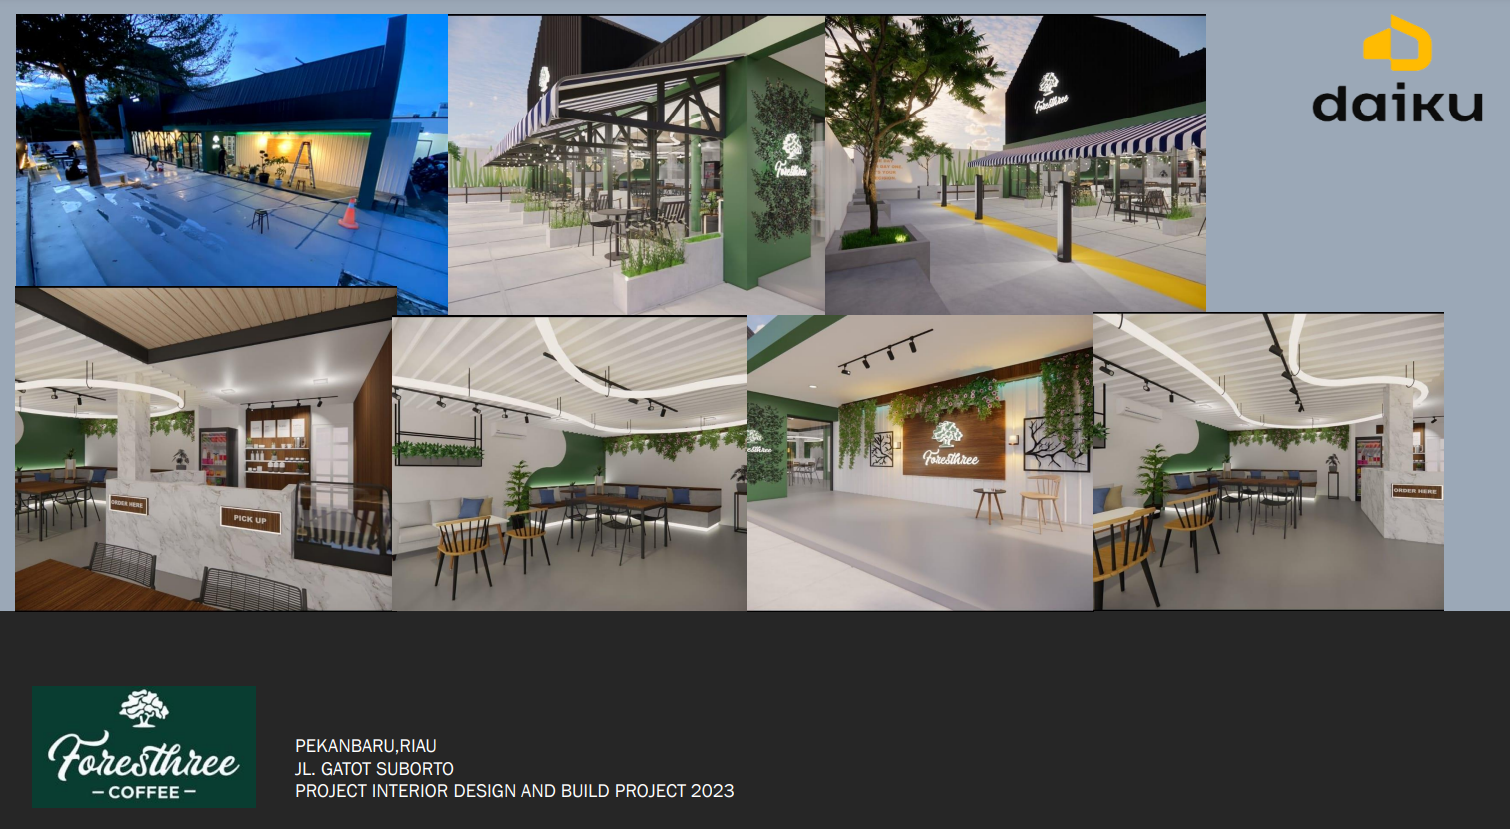 daiku
Foresthree
Foresthree
ORDER HERE
PICK UP
Foresthree
ORDER HERE
Foresthree
COFFEE
PEKANBARU,RIAU
JL. GATOT SUBORTO
PROJECT INTERIOR DESIGN AND BUILD PROJECT 2023